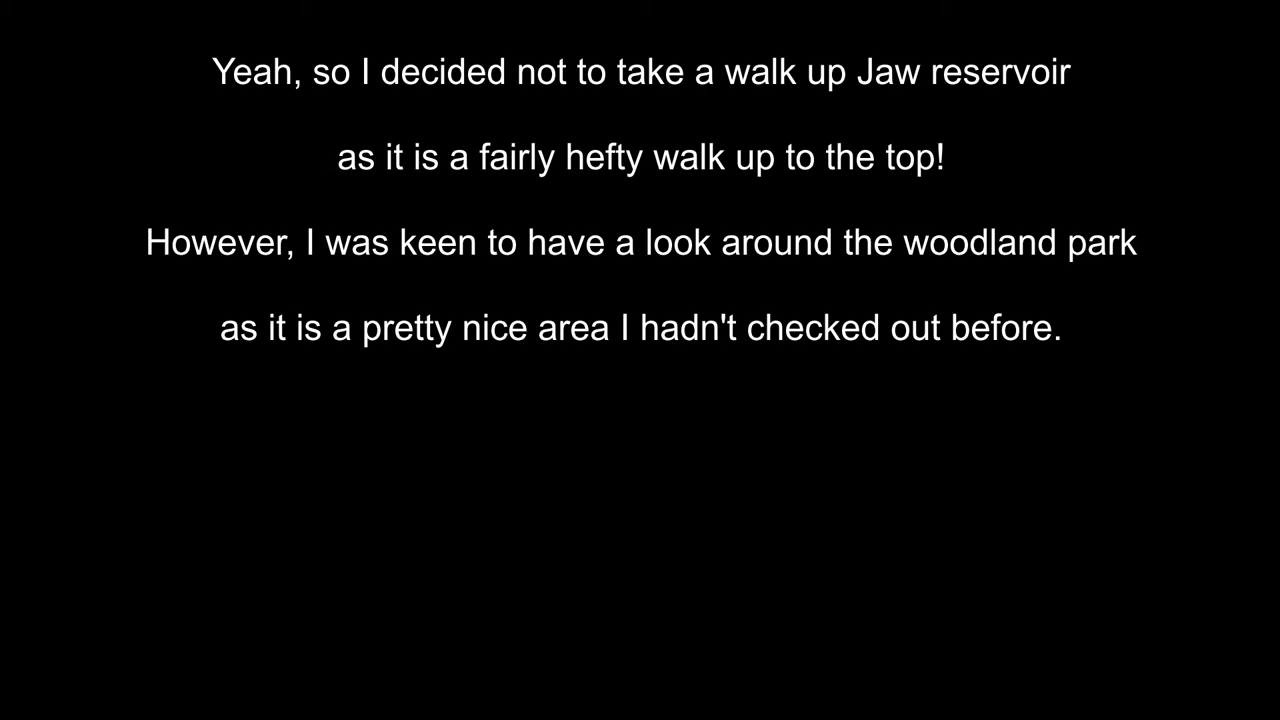 Yeah, so I decided not to take a walk up Jaw reservoir
as it is a fairly hefty walk up to the top!
However, I was keen to have a look around the woodland park
as it is a pretty nice area I hadn't checked out before.